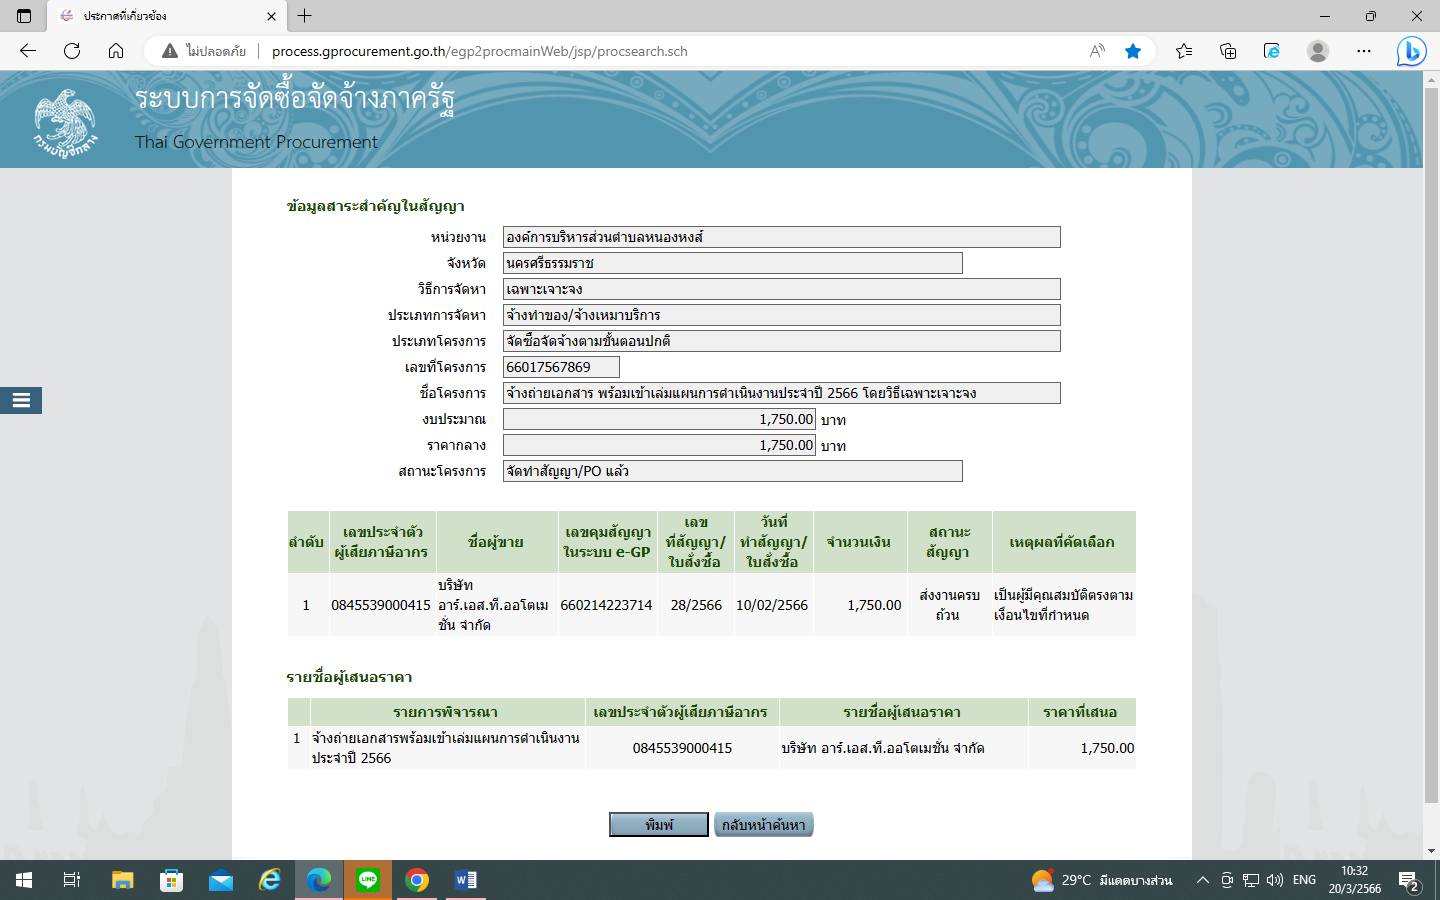 ประกาศที่เกี่ยวข้อง
ไม่ปลอดภัย
process.gprocurement.go.th/egp2procmainWeb/jsp/procsearch.sch
ระบบการจัดซื้อจัดจ้างภาครัฐ
Thai Government Procurement
กรมบัญชีกลาง
ข้อมูลสาระสำคัญในสัญญา
หน่วยงาน องค์การบริหารส่วนตำบลหนองหงส์
จังหวัด นครศรีธรรมราช
วิธีการจัดหา เฉพาะเจาะจง
ประเภทการจัดหา จ้างทำของ/จ้างเหมาบริการ
ประเภทโครงการ จัดซื้อจัดจ้างตามขั้นตอนปกติ
เลขที่โครงการ 66017567869
ชื่อโครงการ จ้างถ่ายเอกสาร พร้อมเข้าเล่มแผนการดำเนินงานประจำปี 2566 โดยวิธีเฉพาะเจาะจง
งบประมาณ 1,750.00 บาท
ราคากลาง 1,750.00 บาท
สถานะโครงการ จัดทำสัญญา/PO แล้ว
ลำดับ เลขประจำตัว ผู้เสียภาษีอากร ชื่อผู้ขาย เลขคุมสัญญา ในระบบ e-GP เลข ที่สัญญา/ ใบสั่งซื้อ วันที่ ทำสัญญา/ ใบสั่งซื้อ จำนวนเงิน สถานะ สัญญา เหตุผลที่คัดเลือก
1 0845539000415 บริษัท อาร์.เอส.ที.ออโตเม ชั่น จำกัด 660214223714 28/2566 10/02/2566 1,750.00 ส่งงานครบ ถ้วน เป็นผู้มีคุณสมบัติตรงตาม เงื่อนไขที่กำหนด
รายชื่อผู้เสนอราคา
รายการพิจารณา เลขประจำตัวผู้เสียภาษีอากร รายชื่อผู้เสนอราคา ราคาที่เสนอ
1 จ้างถ่ายเอกสารพร้อมเข้าเล่มแผนการดำเนินงาน ประจำปี 2566 0845539000415 บริษัท อาร์.เอส.ที.ออโตเมชั่น จำกัด 1,750.00
พิมพ์ กลับหน้าค้นหา
29°C มีแดดบางส่วน ENG 10:32
20/3/2566 2